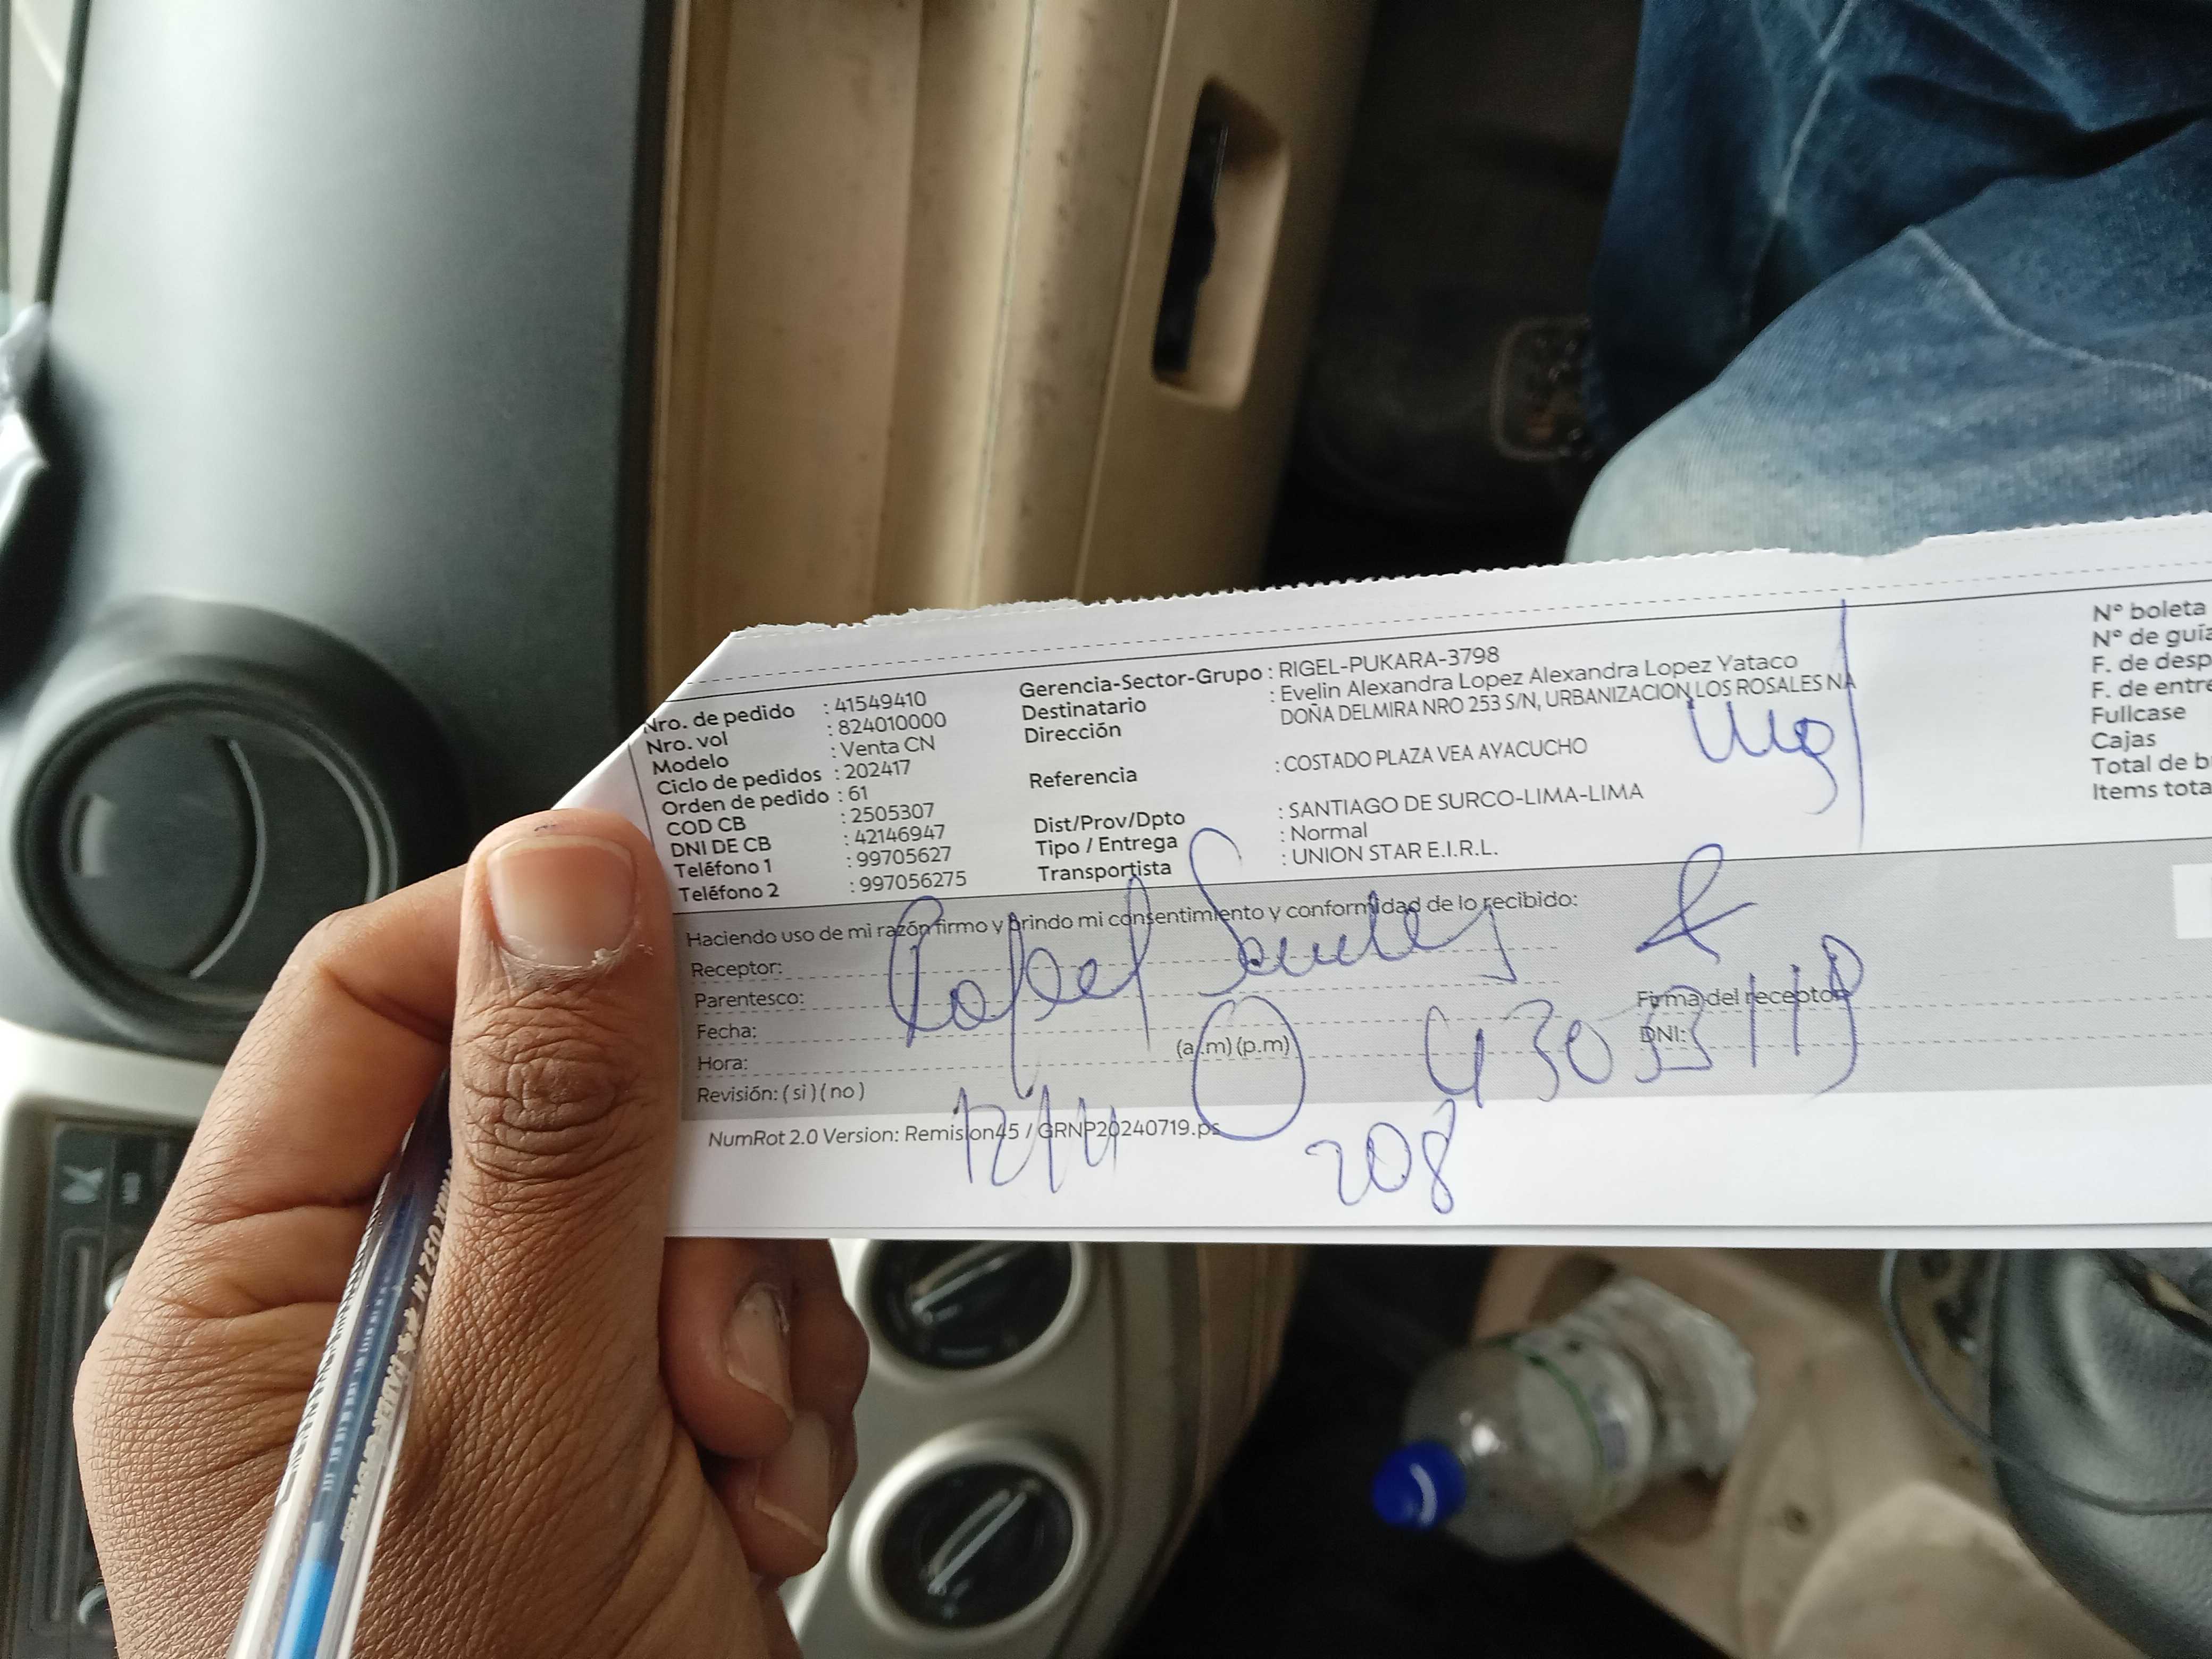 Nro. de pedido : 41549410
Nro. vol : 824010000
Modelo : Venta CN
Ciclo de pedidos : 202417
Orden de pedido : 61
COD CB : 2505307
DNI DE CB : 42146947
Teléfono 1 : 99705627
Teléfono 2 : 997056275
Gerencia-Sector-Grupo : RIGEL-PUKARA-3798
Destinatario : Evelin Alexandra Lopez Alexandra Lopez Yataco
Dirección DOÑA DELMIRA NRO 253 S/N, URBANIZACION LOS ROSALES NA
Referencia : COSTADO PLAZA VEA AYACUCHO
Dist/Prov/Dpto : SANTIAGO DE SURCO-LIMA-LIMA
Tipo / Entrega : Normal
Transportista : UNION STAR E.I.R.L.
N° boleta
N° de guía
F. de desp
F. de entre
Fullcase
Cajas
Total de b
Items tota
Haciendo uso de mi razón firmo y brindo mi consentimiento y conformidad de lo recibido:
Receptor:
Parentesco:
Fecha:
Hora: (a.m) (p.m)
Revisión: ( si ) ( no )
Firma del receptor
DNI:
12/11
208
NumRot 2.0 Version: Remision45 / GRNP20240719.ps